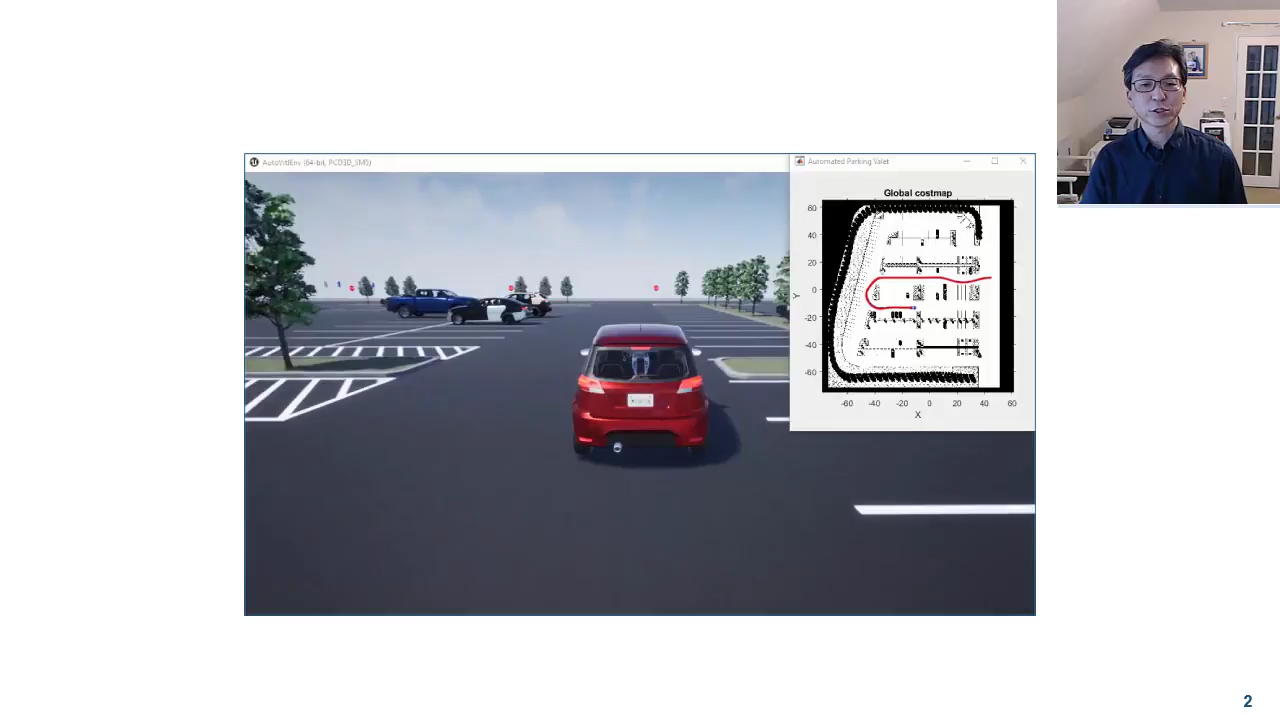 AutoVrtlEnv (64-bit, PCD3D_SM5)
Automated Parking Valet
Global costmap
60
40
20
0
-20
-40
-60
Y
-60 -40 -20 0 20 40 60
X
2